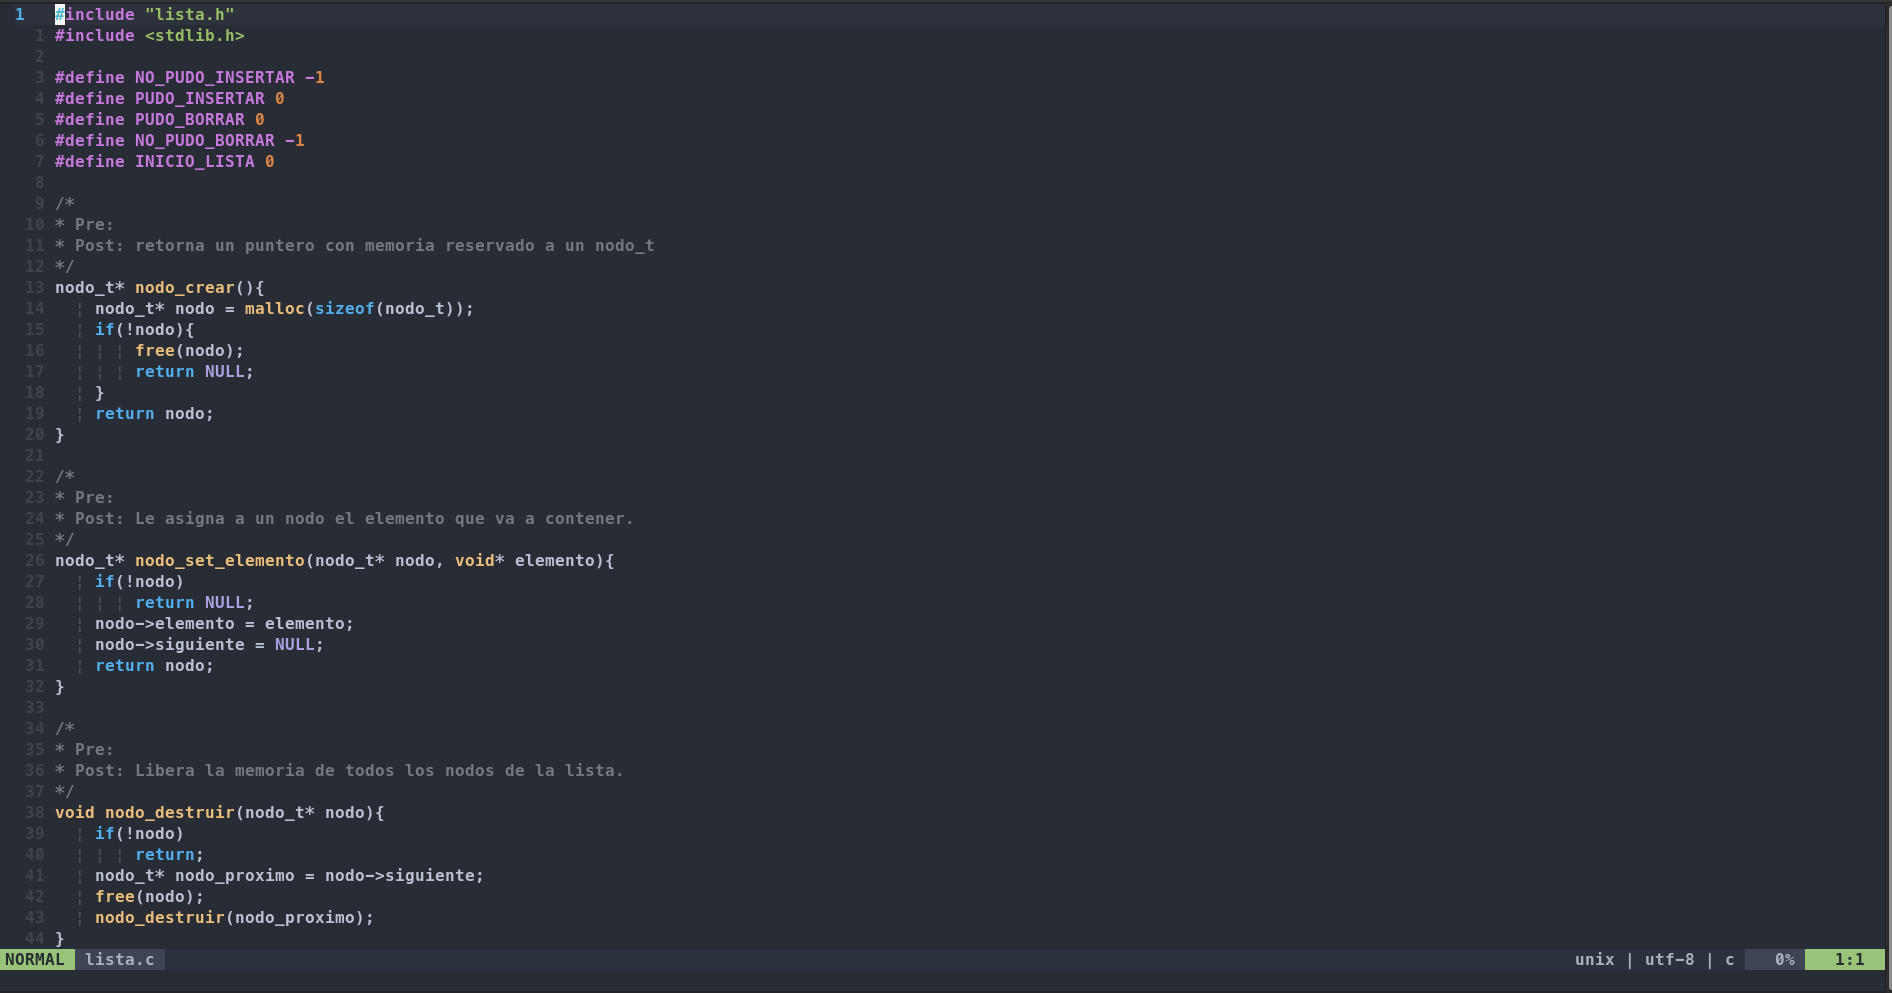 1 #include "lista.h"
1 #include <stdlib.h>
2
3 #define NO_PUDO_INSERTAR -1
4 #define PUDO_INSERTAR 0
5 #define PUDO_BORRAR 0
6 #define NO_PUDO_BORRAR -1
7 #define INICIO_LISTA 0
8
9 /*
10 * Pre:
11 * Post: retorna un puntero con memoria reservado a un nodo_t
12 */
13 nodo_t* nodo_crear(){
14 ¦ nodo_t* nodo = malloc(sizeof(nodo_t));
15 ¦ if(!nodo){
16 ¦ ¦ ¦ free(nodo);
17 ¦ ¦ ¦ return NULL;
18 ¦ }
19 ¦ return nodo;
20 }
21
22 /*
23 * Pre:
24 * Post: Le asigna a un nodo el elemento que va a contener.
25 */
26 nodo_t* nodo_set_elemento(nodo_t* nodo, void* elemento){
27 ¦ if(!nodo)
28 ¦ ¦ ¦ return NULL;
29 ¦ nodo->elemento = elemento;
30 ¦ nodo->siguiente = NULL;
31 ¦ return nodo;
32 }
33
34 /*
35 * Pre:
36 * Post: Libera la memoria de todos los nodos de la lista.
37 */
38 void nodo_destruir(nodo_t* nodo){
39 ¦ if(!nodo)
40 ¦ ¦ ¦ return;
41 ¦ nodo_t* nodo_proximo = nodo->siguiente;
42 ¦ free(nodo);
43 ¦ nodo_destruir(nodo_proximo);
44 }
NORMAL lista.c unix | utf-8 | c 0% 1:1